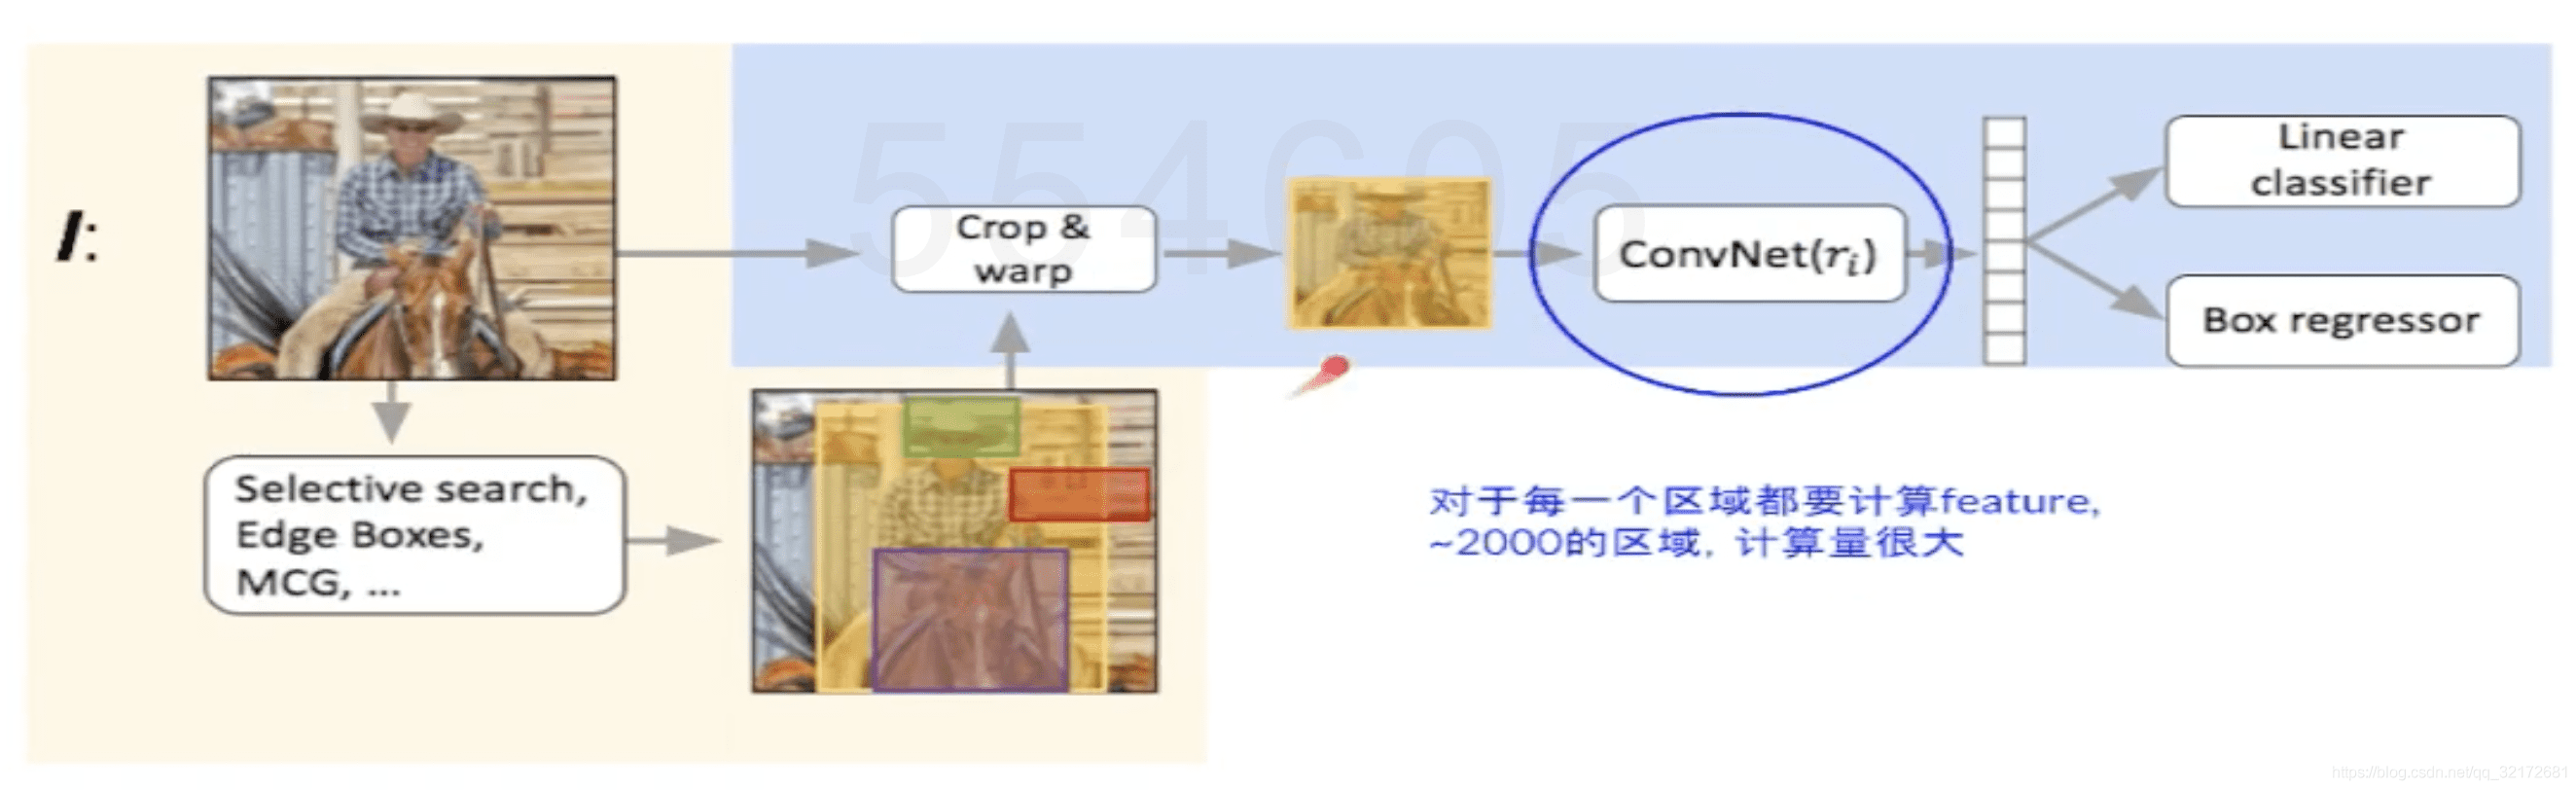 I:
Crop &
warp
ConvNet(rᵢ)
Linear
classifier
Box regressor
Selective search,
Edge Boxes,
MCG, ...
对于每一个区域都要计算feature,
~2000的区域, 计算量很大
554695
https://blog.csdn.net/qq_32172681